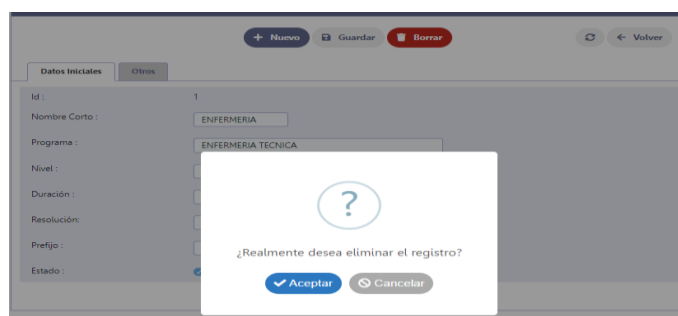 + Nuevo Guardar Borrar ← Volver
Datos Iniciales Otros
Id : 1
Nombre Corto : ENFERMERIA
Programa : ENFERMERIA TECNICA
Nivel :
Duración :
Resolución:
Prefijo :
Estado :
?
¿Realmente desea eliminar el registro?
Aceptar Cancelar